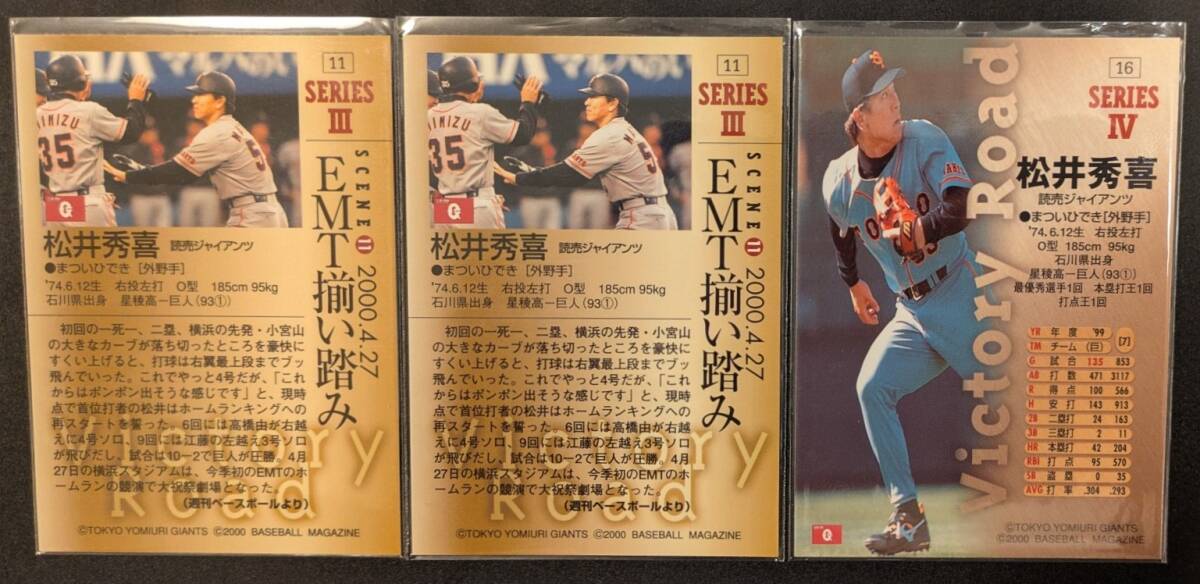 11
SERIES
III
SCENE 11 2000.4.27
EMT揃い踏み
松井秀喜 読売ジャイアンツ
●まついひでき [外野手]
'74.6.12生 右投左打 O型 185cm 95kg
石川県出身 星稜高ー巨人(93①)
初回の一死一、二塁、横浜の先発・小宮山
の大きなカーブが落ち切ったところを豪快に
すくい上げると、打球は右翼最上段までブッ
飛んでいった。これでやっと4号だが、「これ
からはポンポン出そうな感じです」と、現時
点で首位打者の松井はホームランキングへの
再スタートを誓った。6回には高橋由が右越
えに4号ソロ、9回には江藤の左越え3号ソロ
が飛びだし、試合は10－2で巨人が圧勝。4月
27日の横浜スタジアムは、今季初のEMTのホ
ームランの競演で大祝祭劇場となった。
(週刊ベースボールより)
Victory
Road
©TOKYO YOMIURI GIANTS ©2000 BASEBALL MAGAZINE
SHIMIZU
35
G
11
SERIES
III
SCENE 11 2000.4.27
EMT揃い踏み
松井秀喜 読売ジャイアンツ
●まついひでき [外野手]
'74.6.12生 右投左打 O型 185cm 95kg
石川県出身 星稜高ー巨人(93①)
初回の一死一、二塁、横浜の先発・小宮山
の大きなカーブが落ち切ったところを豪快に
すくい上げると、打球は右翼最上段までブッ
飛んでいった。これでやっと4号だが、「これ
からはポンポン出そうな感じです」と、現時
点で首位打者の松井はホームランキングへの
再スタートを誓った。6回には高橋由が右越
えに4号ソロ、9回には江藤の左越え3号ソロ
が飛びだし、試合は10－2で巨人が圧勝。4月
27日の横浜スタジアムは、今季初のEMTのホ
ームランの競演で大祝祭劇場となった。
(週刊ベースボールより)
Victory
Road
©TOKYO YOMIURI GIANTS ©2000 BASEBALL MAGAZINE
IMIZU
35
G
16
SERIES
IV
Victory Road
松井秀喜
読売ジャイアンツ
●まついひでき [外野手]
'74.6.12生 右投左打
O型 185cm 95kg
石川県出身
星稜高ー巨人(93①)
最優秀選手1回 本塁打王1回
打点王1回
YR 年度 '99 [7]
TM チーム (巨)
G 試合 135 853
AB 打数 471 3117
R 得点 100 566
H 安打 143 913
2B 二塁打 24 163
3B 三塁打 2 11
HR 本塁打 42 204
RBI 打点 95 570
SB 盗塁 0 35
AVG 打率 .304 .293
©TOKYO YOMIURI GIANTS
©2000 BASEBALL MAGAZINE
G